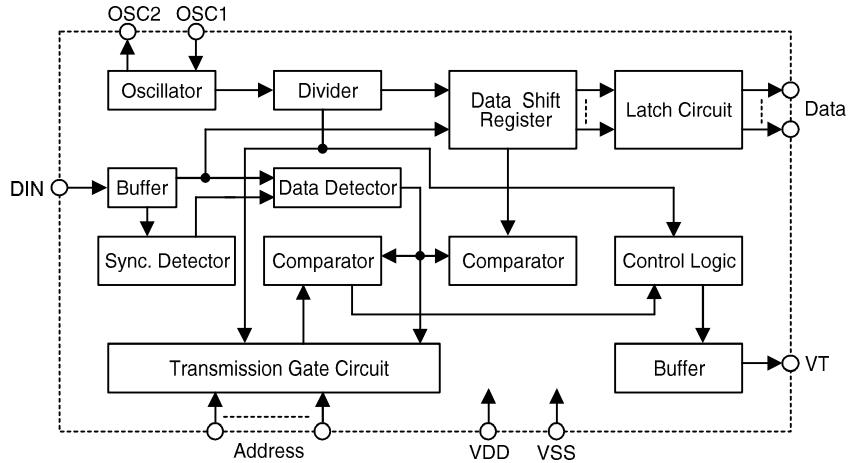 OSC2 OSC1
Oscillator
Divider
Data Shift
Register
Latch Circuit
Data
DIN
Buffer
Data Detector
Sync. Detector
Comparator
Comparator
Control Logic
Transmission Gate Circuit
Buffer
VT
Address
VDD
VSS